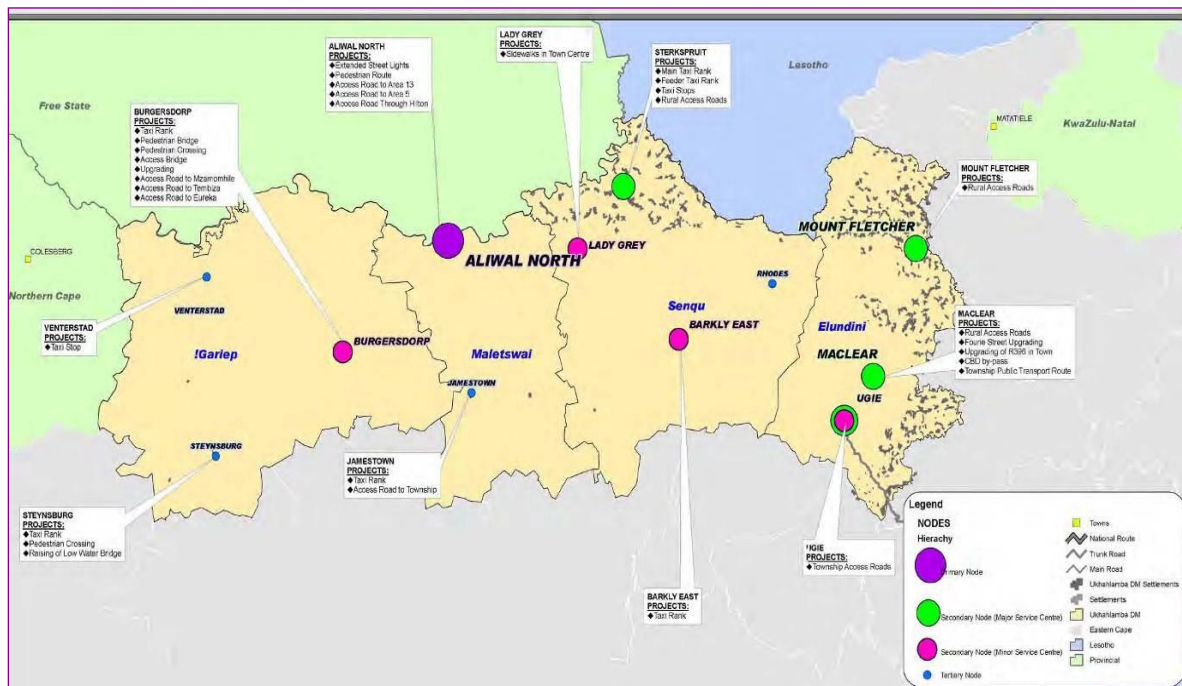 ALIWAL NORTH
PROJECTS:
◆Extended Street Lights
◆Pedestrian Route
◆Access Road to Area 13
◆Access Road to Area 5
◆Access Road Through Hilton
LADY GREY
PROJECTS:
◆Sidewalks in Town Centre
STERKSPRUIT
PROJECTS:
◆Main Taxi Rank
◆Feeder Taxi Rank
◆Taxi Stops
◆Rural Access Roads
Lesotho
Free State
BURGERSDORP
PROJECTS:
◆Taxi Rank
◆Pedestrian Bridge
◆Pedestrian Crossing
◆Access Bridge
◆Upgrading
◆Access Road to Mzamomhile
◆Access Road to Tembiza
◆Access Road to Eureka
MATATIELE
KwaZulu-Natal
MOUNT FLETCHER
PROJECTS:
◆Rural Access Roads
COLESBERG
Northern Cape
MOUNT FLETCHER
LADY GREY
ALIWAL NORTH
RHODES
VENTERSTAD
Senqu
VENTERSTAD
PROJECTS:
◆Taxi Stop
!Gariep
BURGERSDORP
Maletswai
BARKLY EAST
Elundini
MACLEAR
MACLEAR
PROJECTS:
◆Rural Access Roads
◆Fourie Street Upgrading
◆Upgrading of R396 in Town
◆CBD by-pass
◆Township Public Transport Route
JAMESTOWN
UGIE
STEYNSBURG
JAMESTOWN
PROJECTS:
◆Taxi Rank
◆Access Road to Township
STEYNSBURG
PROJECTS:
◆Taxi Rank
◆Pedestrian Crossing
◆Raising of Low Water Bridge
UGIE
PROJECTS:
◆Township Access Roads
BARKLY EAST
PROJECTS:
◆Taxi Rank
Legend
NODES
Hierachy
Primary Node
Secondary Node (Major Service Centre)
Secondary Node (Minor Service Centre)
Tertiary Node
Towns
National Route
Trunk Road
Main Road
Ukhahlamba DM Settlements
Settlements
Ukhahlamba DM
Eastern Cape
Lesotho
Provincial